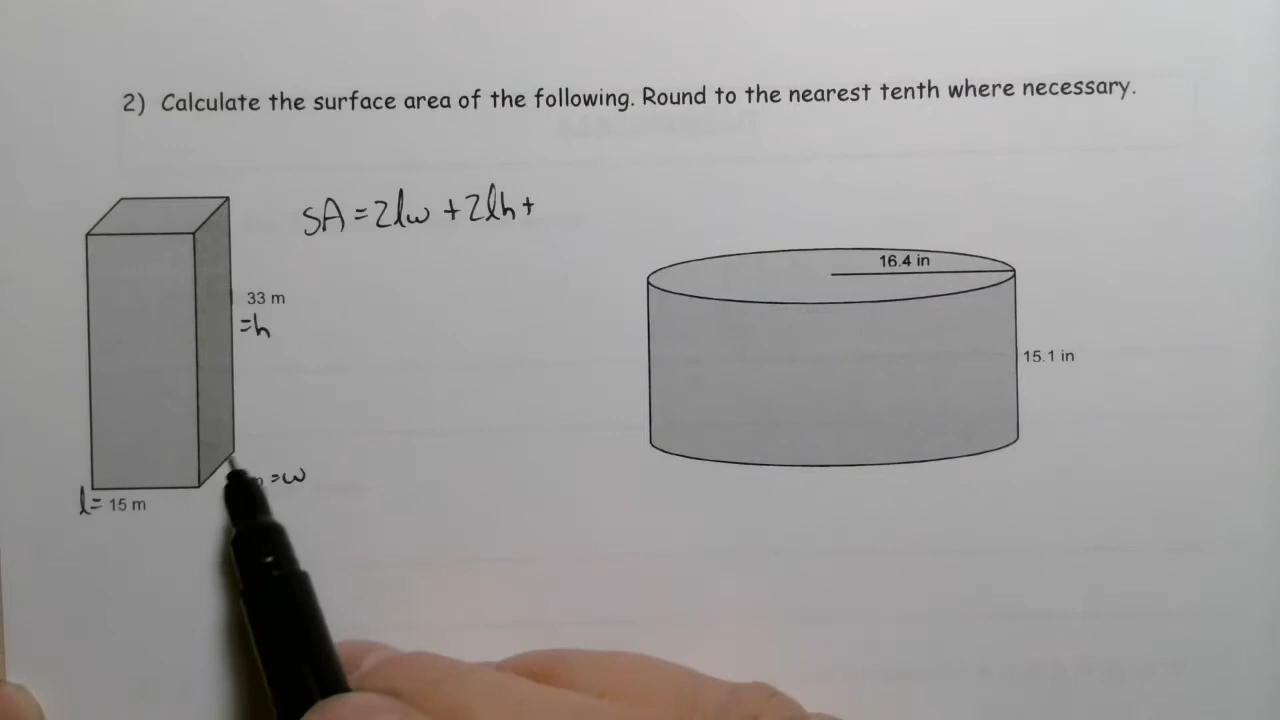 2) Calculate the surface area of the following. Round to the nearest tenth where necessary.
SA = 2lw + 2lh +
16.4 in
33 m
= h
15.1 in
= w
l = 15 m